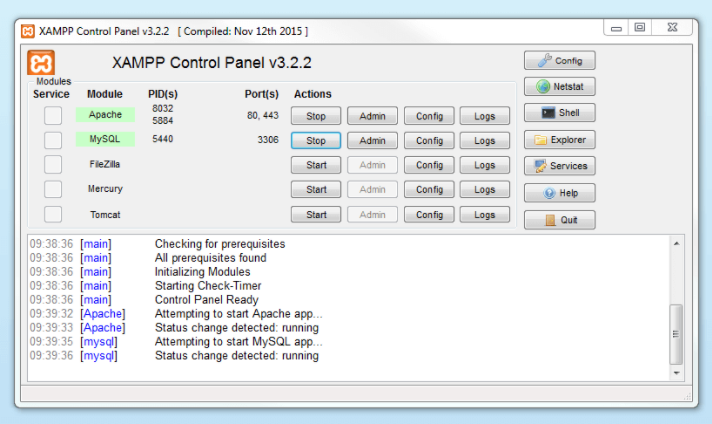 XAMPP Control Panel v3.2.2 [ Compiled: Nov 12th 2015 ]
XAMPP Control Panel v3.2.2
Config
Modules
Service Module PID(s) Port(s) Actions
Netstat
Apache 8032 5884 80, 443 Stop Admin Config Logs
Shell
MySQL 5440 3306 Stop Admin Config Logs
Explorer
FileZilla Start Admin Config Logs
Services
Mercury Start Admin Config Logs
Help
Tomcat Start Admin Config Logs
Quit
09:38:36 [main] Checking for prerequisites
09:38:36 [main] All prerequisites found
09:38:36 [main] Initializing Modules
09:38:36 [main] Starting Check-Timer
09:38:36 [main] Control Panel Ready
09:39:32 [Apache] Attempting to start Apache app...
09:39:33 [Apache] Status change detected: running
09:39:35 [mysql] Attempting to start MySQL app...
09:39:36 [mysql] Status change detected: running